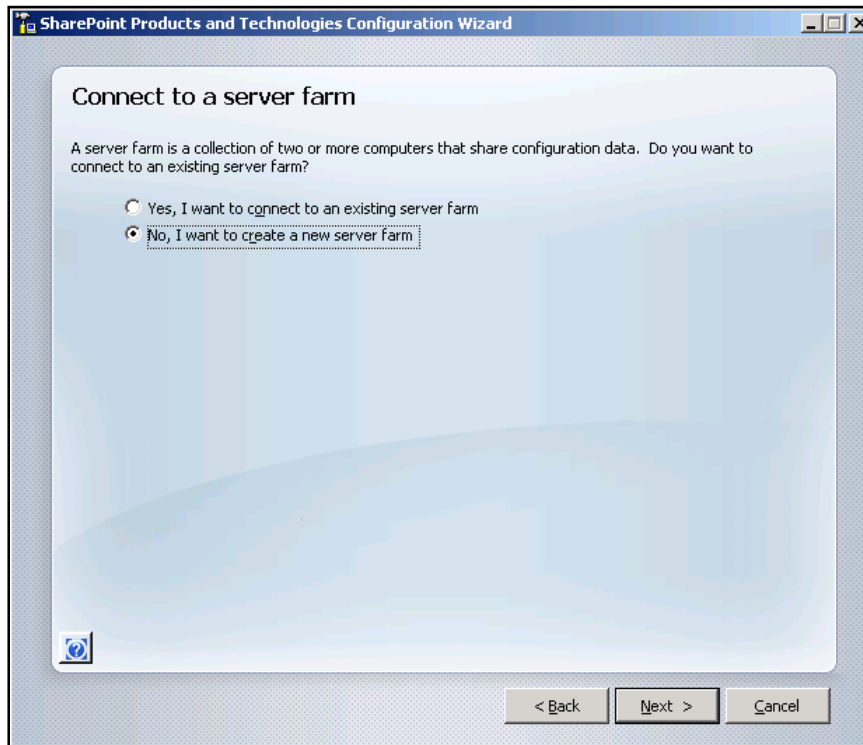 SharePoint Products and Technologies Configuration Wizard
Connect to a server farm
A server farm is a collection of two or more computers that share configuration data.  Do you want to
connect to an existing server farm?
Yes, I want to connect to an existing server farm
No, I want to create a new server farm
< Back
Next >
Cancel